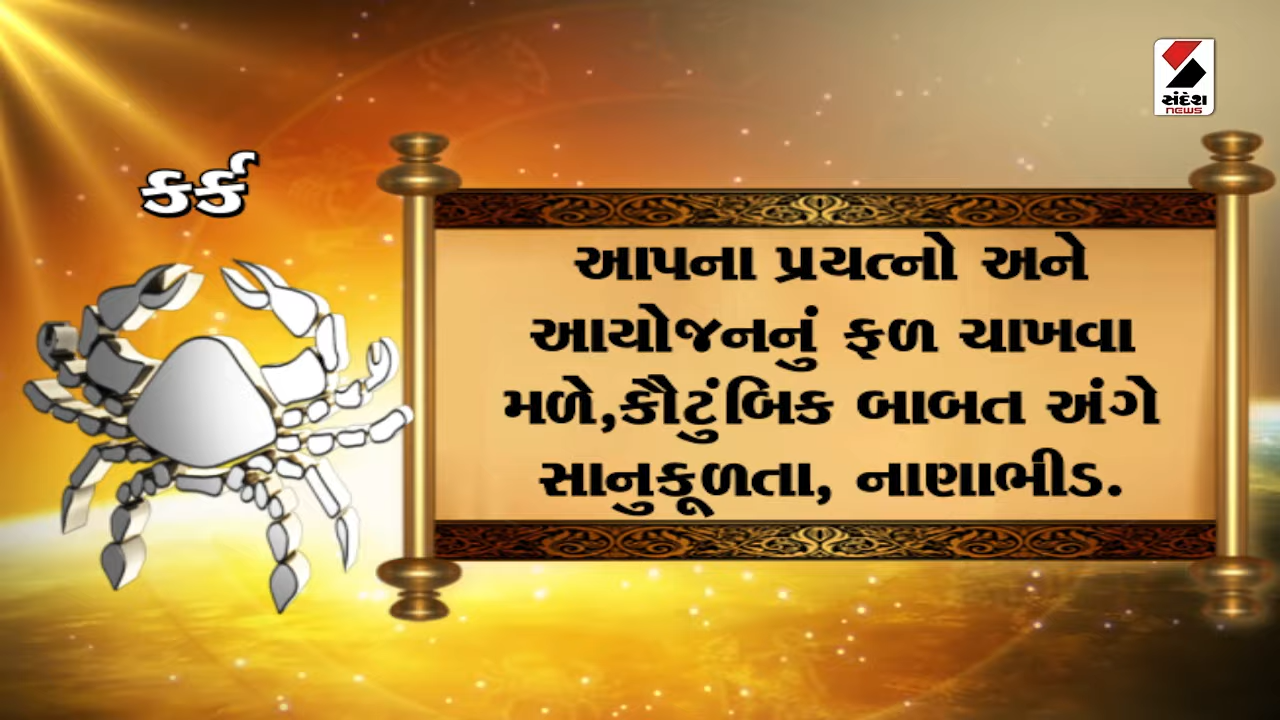 સંદેશ
NEWS
કર્ક
આપના પ્રયત્નો અને
આયોજનનું ફળ ચાખવા
મળે,કૌટુંબિક બાબત અંગે
સાનુકૂળતા, નાણાભીડ.